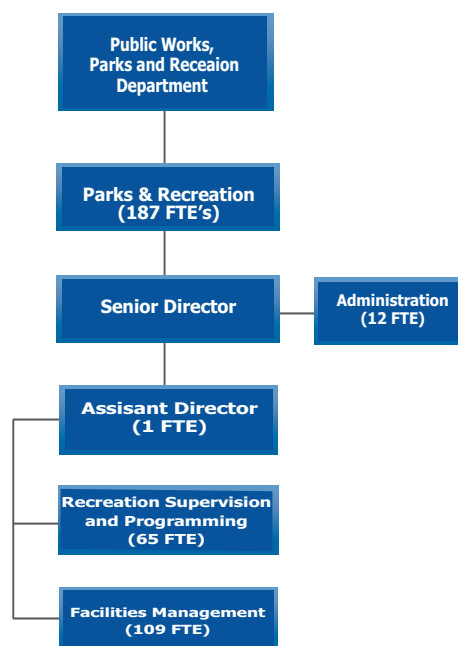 Public Works,
Parks and Receaion
Department
Parks & Recreation
(187 FTE’s)
Senior Director
Administration
(12 FTE)
Assisant Director
(1 FTE)
Recreation Supervision
and Programming
(65 FTE)
Facilities Management
(109 FTE)